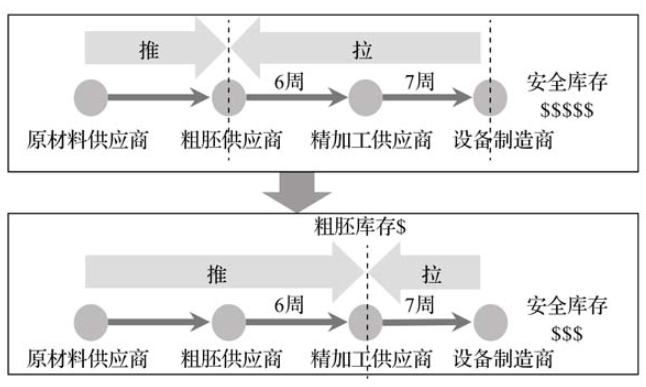 推
拉
6周
7周
安全库存
$$$$$
原材料供应商
粗胚供应商
精加工供应商
设备制造商
粗胚库存$
推
拉
6周
7周
安全库存
$$$
原材料供应商
粗胚供应商
精加工供应商
设备制造商